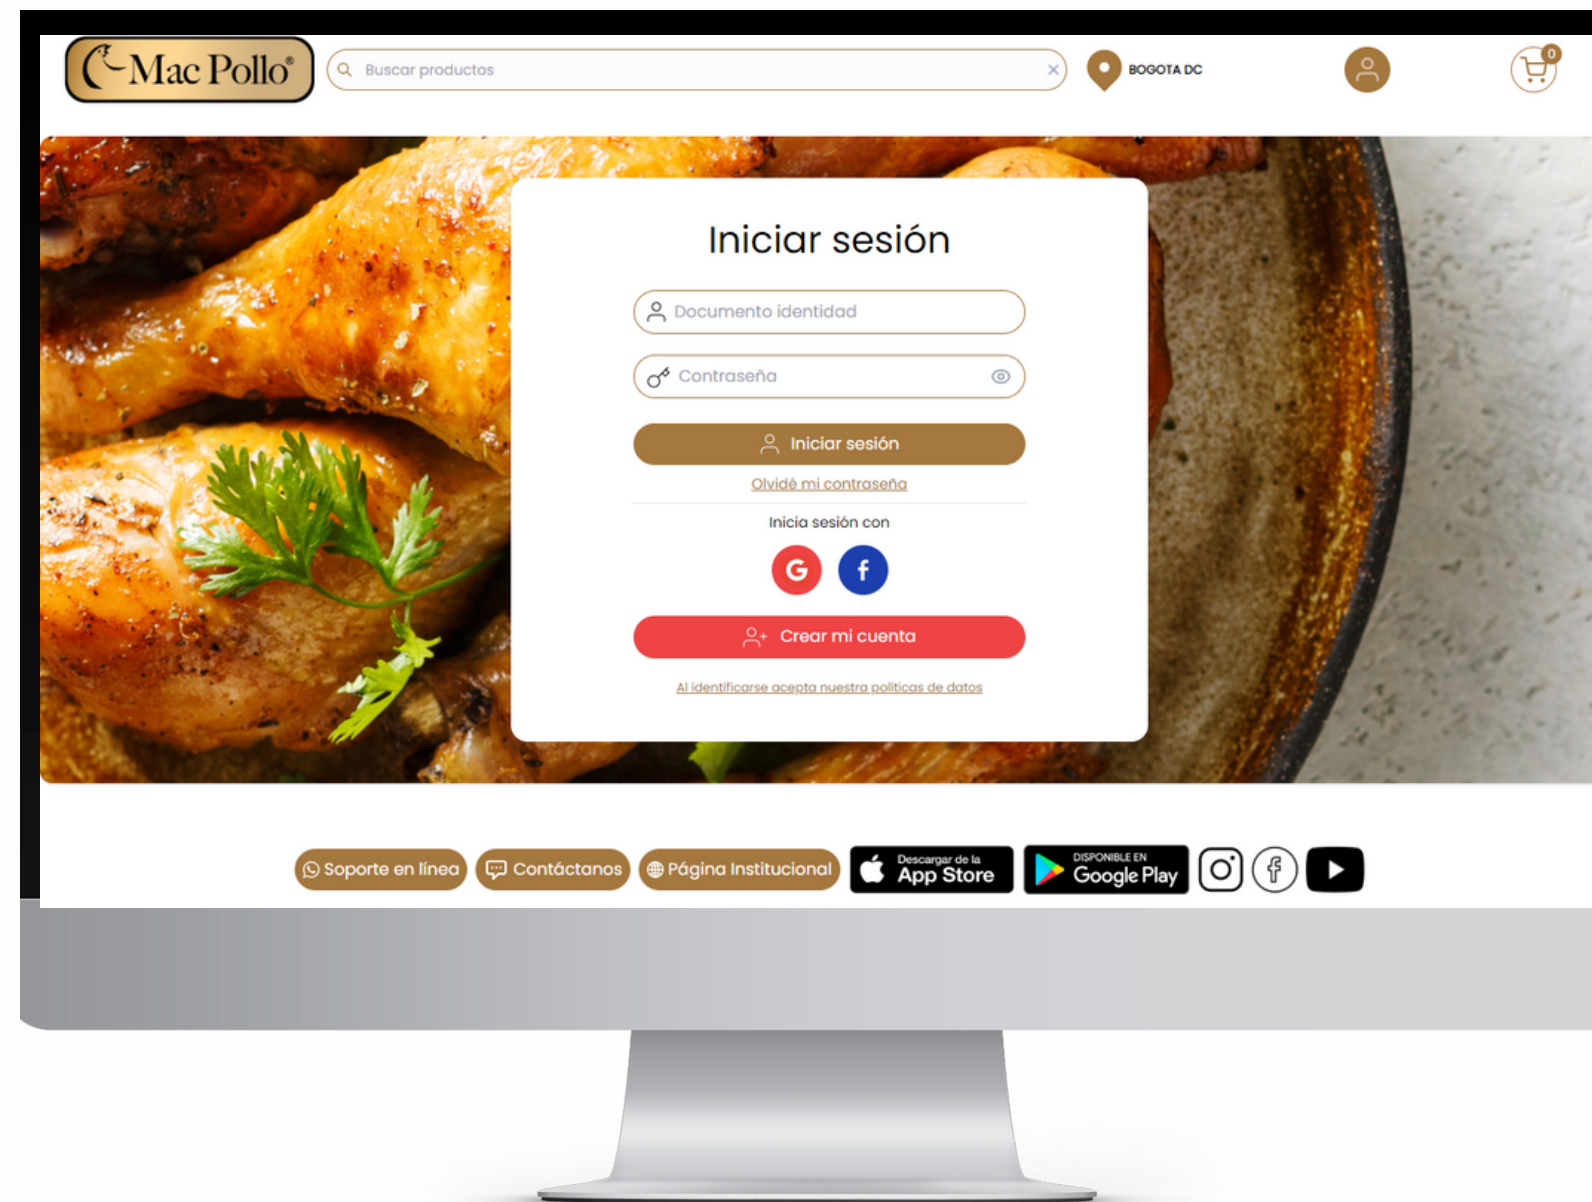 Mac Pollo®
Buscar productos
BOGOTA DC
0
Iniciar sesión
Documento identidad
Contraseña
Iniciar sesión
Olvidé mi contraseña
Inicia sesión con
G f
Crear mi cuenta
Al identificarse acepta nuestra políticas de datos
Soporte en línea
Contáctanos
Página Institucional
Descargar de la
App Store
DISPONIBLE EN
Google Play